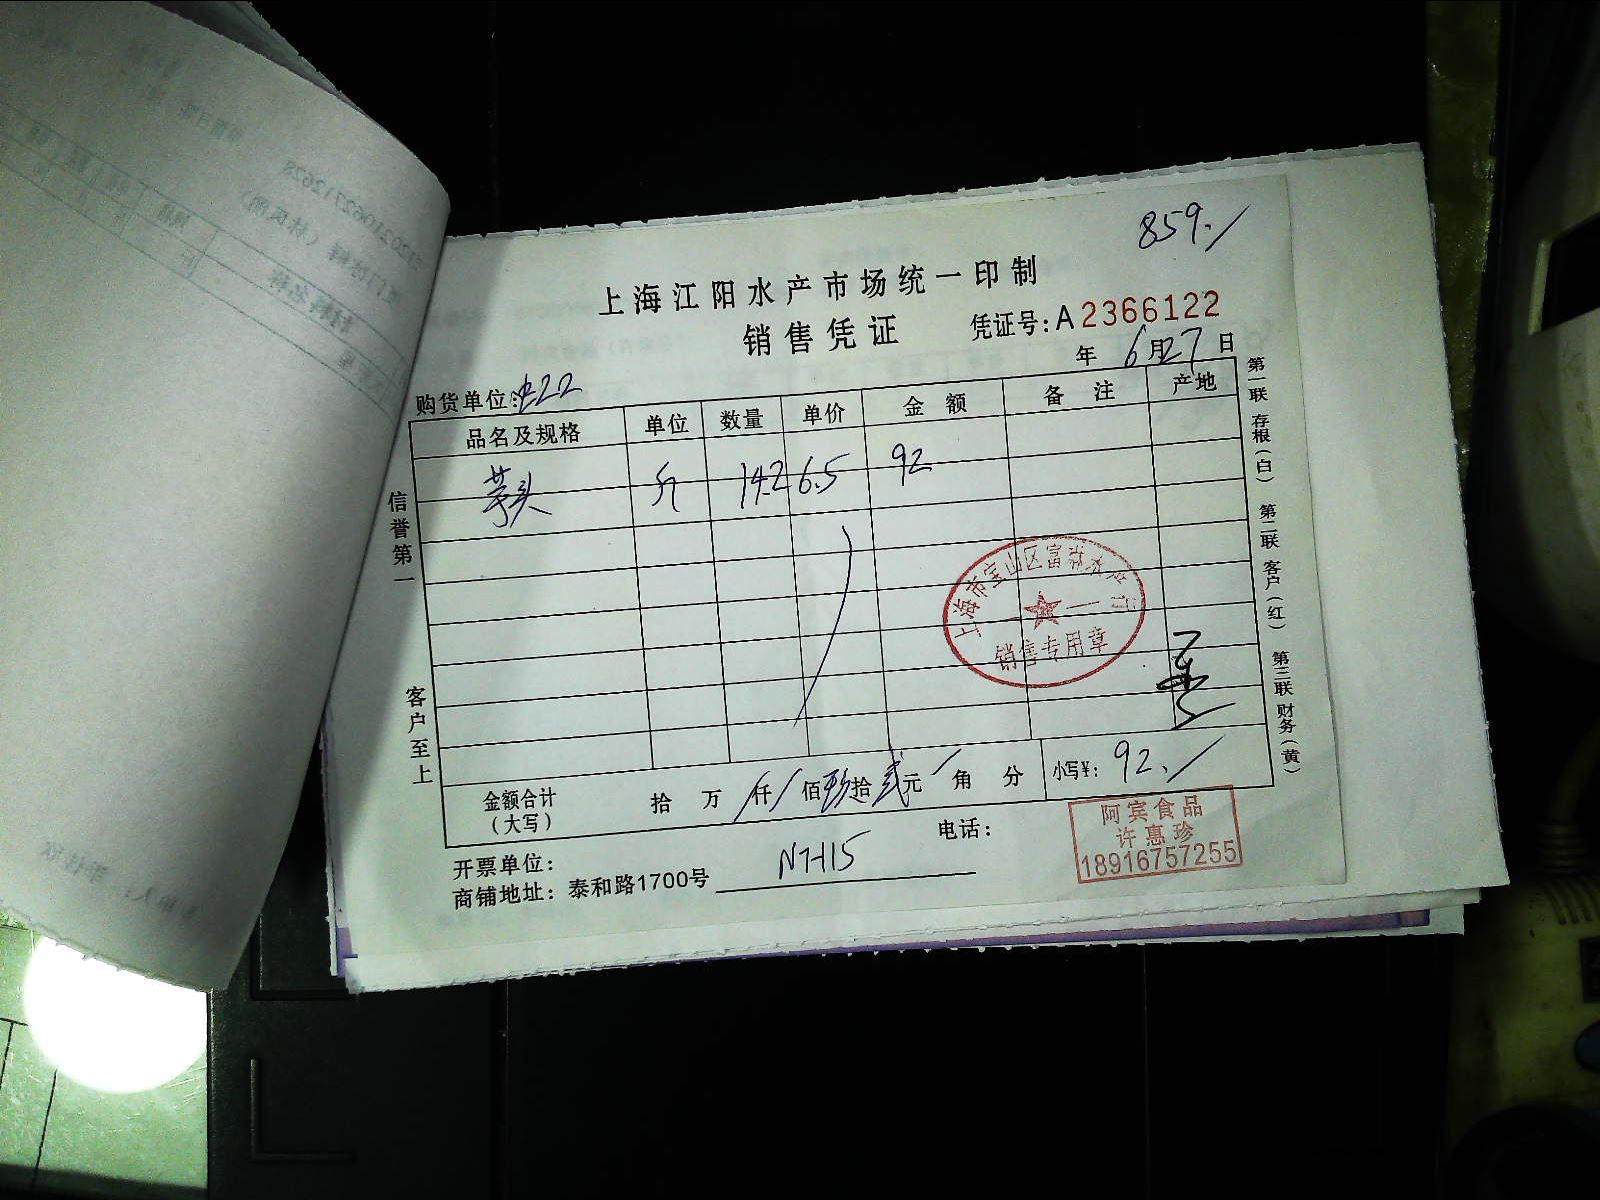 859./
上海江阳水产市场统一印制
销售凭证
凭证号:A2366122
年 6月27日
购货单位:
品名及规格 单位 数量 单价 金额 备注 产地
芋头 斤 14.2 6.5 92
上海市宝山区富
销售专用章
金额合计（大写） 拾 万 仟 佰 玖拾 贰元 角 分 小写¥: 92./
开票单位: 电话:
商铺地址: 泰和路1700号
阿宾食品
许惠珍
18916757255
信誉第一
客户至上
第一联 存根(白) 第二联 客户(红) 第三联 财务(黄)